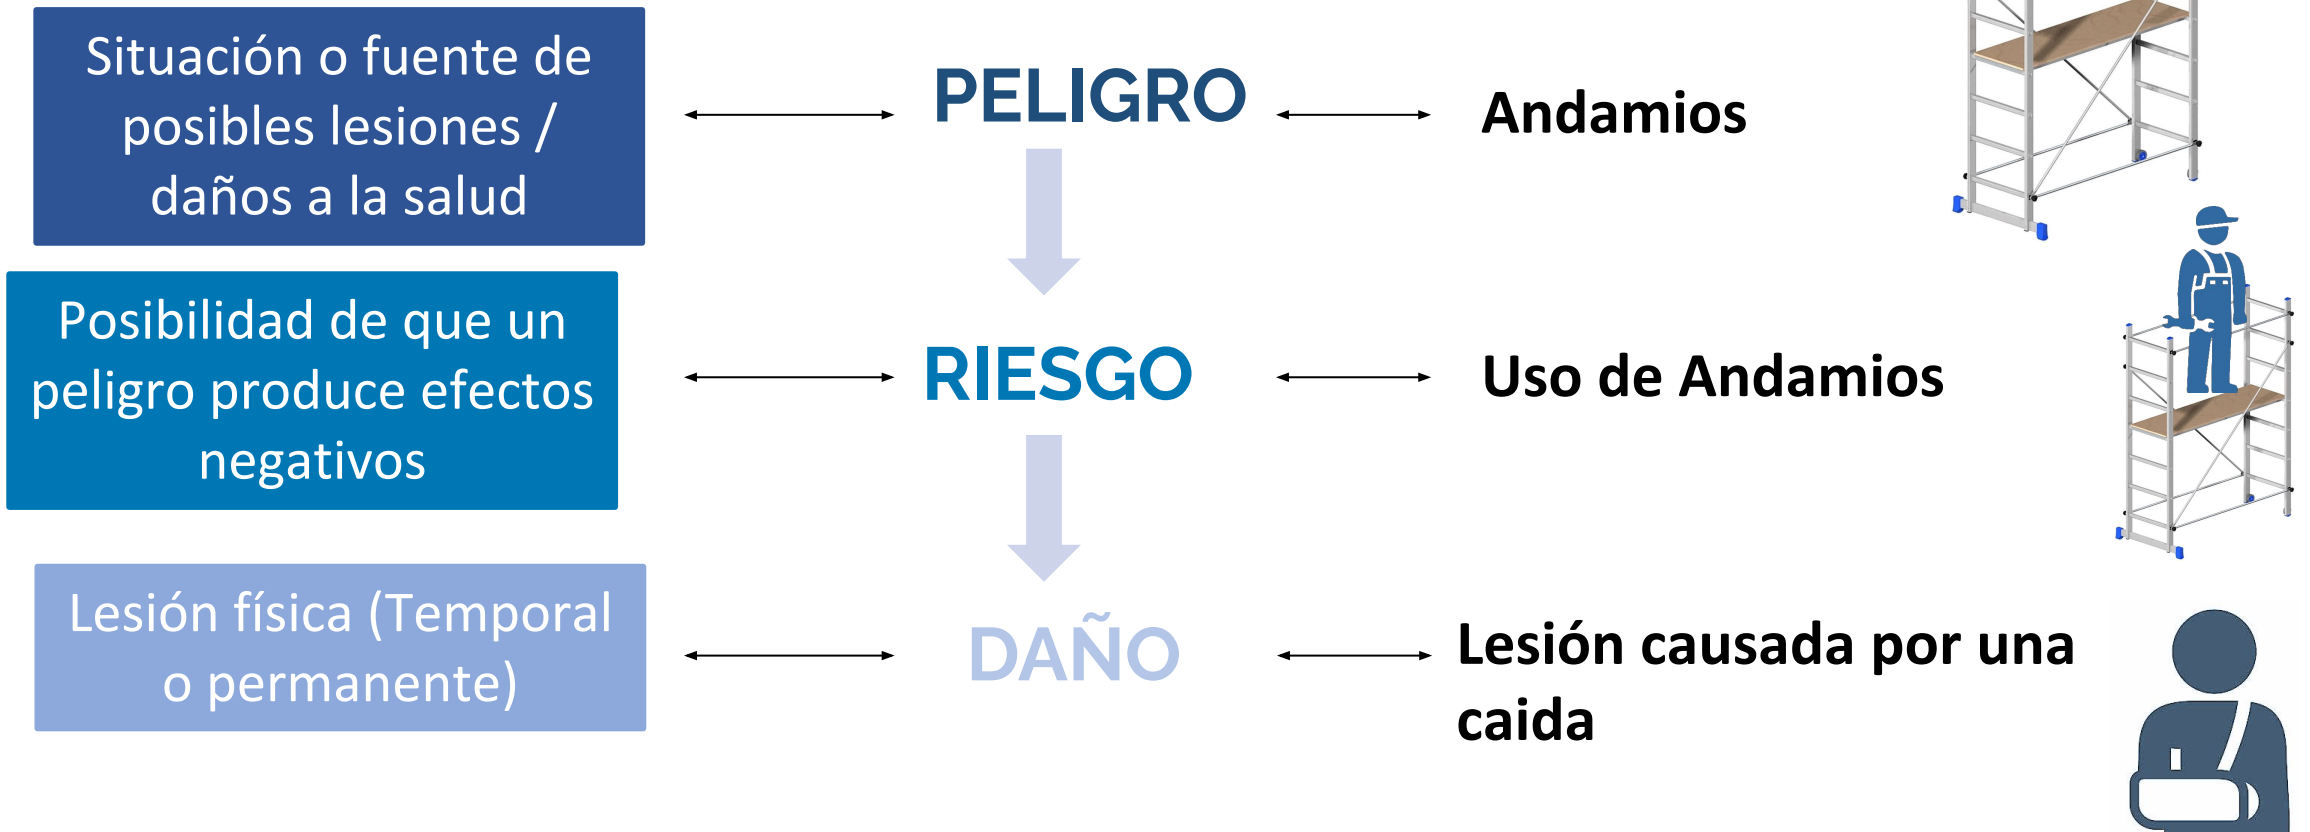 Situación o fuente de
posibles lesiones /
daños a la salud
PELIGRO
Andamios
Posibilidad de que un
peligro produce efectos
negativos
RIESGO
Uso de Andamios
Lesión física (Temporal
o permanente)
DAÑO
Lesión causada por una
caida